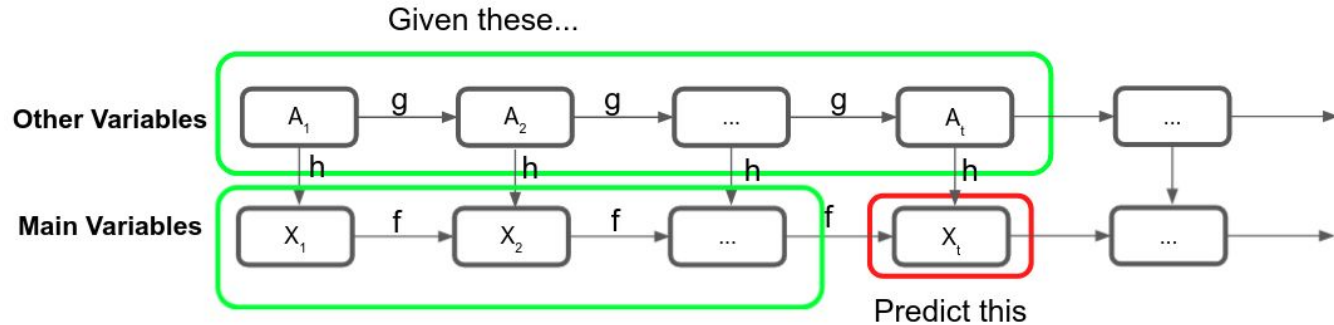 Given these...
g g g
Other Variables A₁ A₂ ... Aₜ ...
h h h h
f f f
Main Variables X₁ X₂ ... Xₜ ...
Predict this